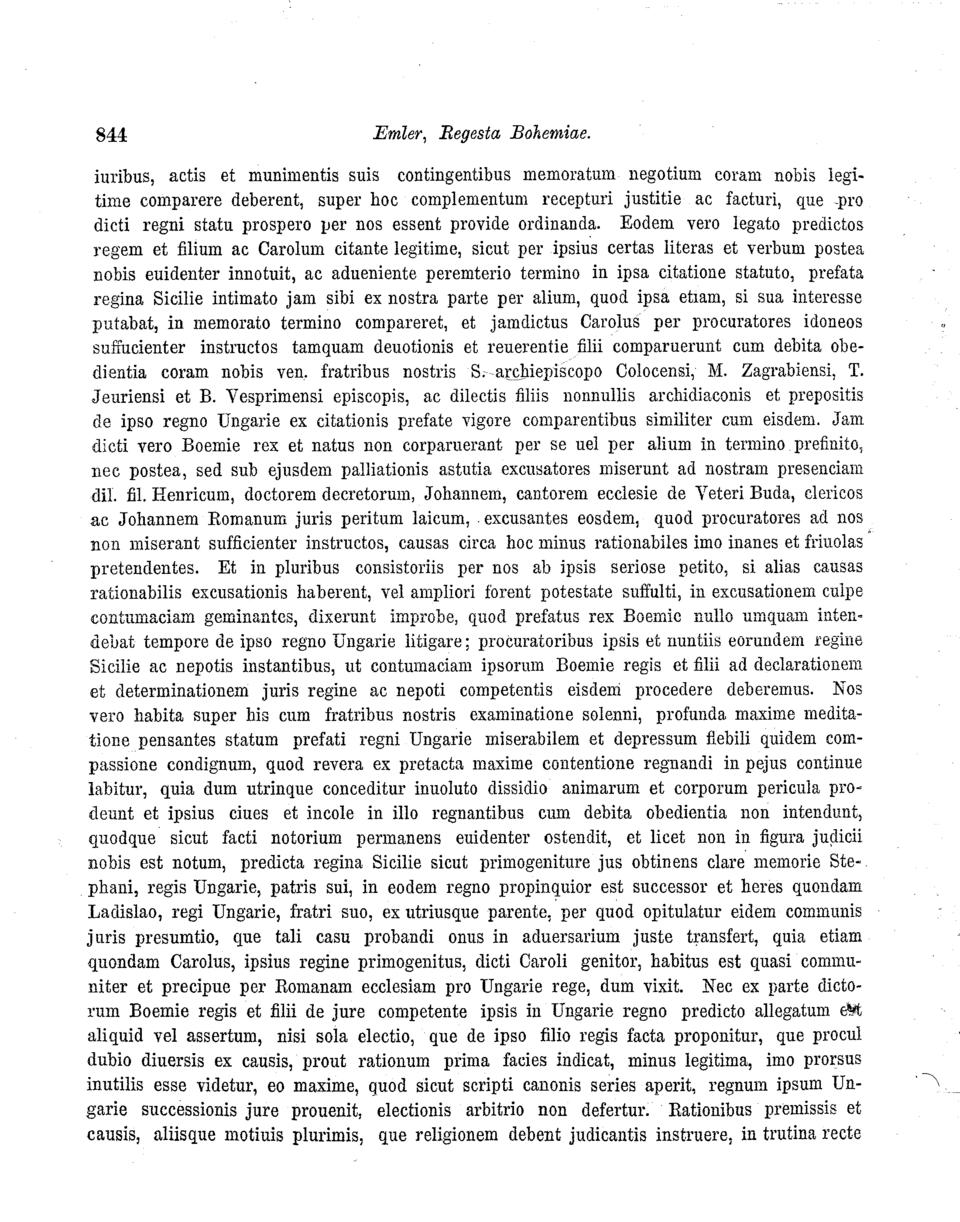 844 Emler, Regesta Bohemiae.
iuribus, actis et munimentis suis contingentibus memoratum negotium coram nobis legi-
time comparere deberent, super hoc complementum recepturi justitie ac facturi, que pro
dicti regni statu prospero per nos essent provide ordinanda. Eodem vero legato predictos
regem et filium ac Carolum citante legitime, sicut per ipsius certas literas et verbum postea
nobis euidenter innotuit, ac adueniente peremterio termino in ipsa citatione statuto, prefata
regina Sicilie intimato jam sibi ex nostra parte per alium, quod ipsa etiam, si sua interesse
putabat, in memorato termino compareret, et jamdictus Carolus per procuratores idoneos
suffucienter instructos tamquam deuotionis et reuerentie filii comparuerunt cum debita obe-
dientia coram nobis ven. fratribus nostris S. archiepiscopo Colocensi, M. Zagrabiensi, T.
Jeuriensi et B. Vesprimensi episcopis, ac dilectis filiis nonnullis archidiaconis et prepositis
de ipso regno Ungarie ex citationis prefate vigore comparentibus similiter cum eisdem. Jam
dicti vero Boemie rex et natus non corparuerant per se uel per alium in termino prefinito,
nec postea, sed sub ejusdem palliationis astutia excusatores miserunt ad nostram presenciam
dil. fil. Henricum, doctorem decretorum, Johannem, cantorem ecclesie de Veteri Buda, clericos
ac Johannem Romanum juris peritum laicum, excusantes eosdem, quod procuratores ad nos
non miserant sufficienter instructos, causas circa hoc minus rationabiles imo inanes et friuolas
pretendentes. Et in pluribus consistoriis per nos ab ipsis seriose petito, si alias causas
rationabilis excusationis haberent, vel ampliori forent potestate suffulti, in excusationem culpe
contumaciam geminantes, dixerunt improbe, quod prefatus rex Boemie nullo umquam inten-
debat tempore de ipso regno Ungarie litigare; procuratoribus ipsis et nuntiis eorundem regine
Sicilie ac nepotis instantibus, ut contumaciam ipsorum Boemie regis et filii ad declarationem
et determinationem juris regine ac nepoti competentis eisdem procedere deberemus. Nos
vero habita super his cum fratribus nostris examinatione solenni, profunda maxime medita-
tione pensantes statum prefati regni Ungarie miserabilem et depressum flebili quidem com-
passione condignum, quod revera ex pretacta maxime contentione regnandi in pejus continue
labitur, quia dum utrinque conceditur inuoluto dissidio animarum et corporum pericula pro-
deunt et ipsius ciues et incole in illo regnantibus cum debita obedientia non intendunt,
quodque sicut facti notorium permanens euidenter ostendit, et licet non in figura judicii
nobis est notum, predicta regina Sicilie sicut primogeniture jus obtinens clare memorie Ste-
phani, regis Ungarie, patris sui, in eodem regno propinquior est successor et heres quondam
Ladislao, regi Ungarie, fratri suo, ex utriusque parente, per quod opitulatur eidem communis
juris presumtio, que tali casu probandi onus in aduersarium juste transfert, quia etiam
quondam Carolus, ipsius regine primogenitus, dicti Caroli genitor, habitus est quasi commu-
niter et precipue per Romanam ecclesiam pro Ungarie rege, dum vixit. Nec ex parte dicto-
rum Boemie regis et filii de jure competente ipsis in Ungarie regno predicto allegatum est
aliquid vel assertum, nisi sola electio, que de ipso filio regis facta proponitur, que procul
dubio diuersis ex causis, prout rationum prima facies indicat, minus legitima, imo prorsus
inutilis esse videtur, eo maxime, quod sicut scripti canonis series aperit, regnum ipsum Un-
garie successionis jure prouenit, electionis arbitrio non defertur. Rationibus premissis et
causis, aliisque motiuis plurimis, que religionem debent judicantis instruere, in trutina recte